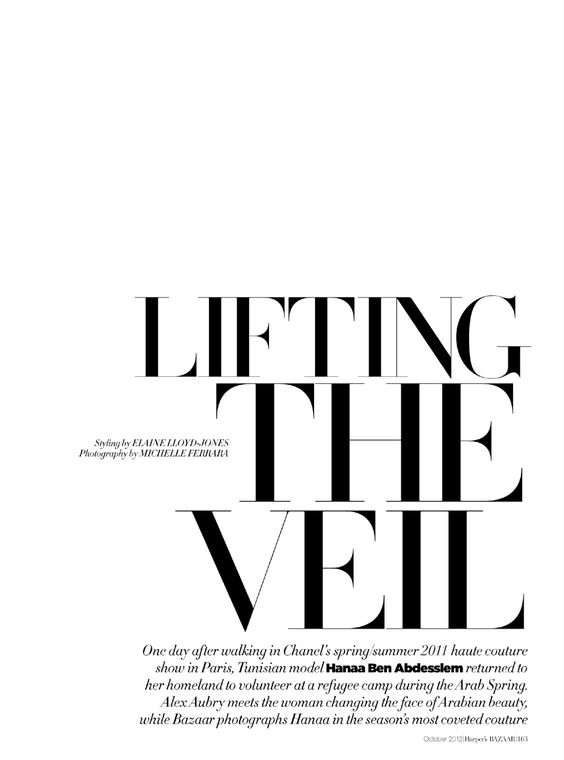 LIFTING
THE
Styling by ELAINE LLOYD-JONES
Photography by MICHELLE FERRARA
VEIL
One day after walking in Chanel's spring/summer 2011 haute couture
show in Paris, Tunisian model Hanaa Ben Abdesslem returned to
her homeland to volunteer at a refugee camp during the Arab Spring.
Alex Aubry meets the woman changing the face of Arabian beauty,
while Bazaar photographs Hanaa in the season's most coveted couture
October 2012|Harper's BAZAAR|163